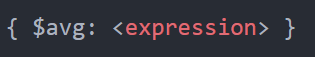 { $avg: <expression> }